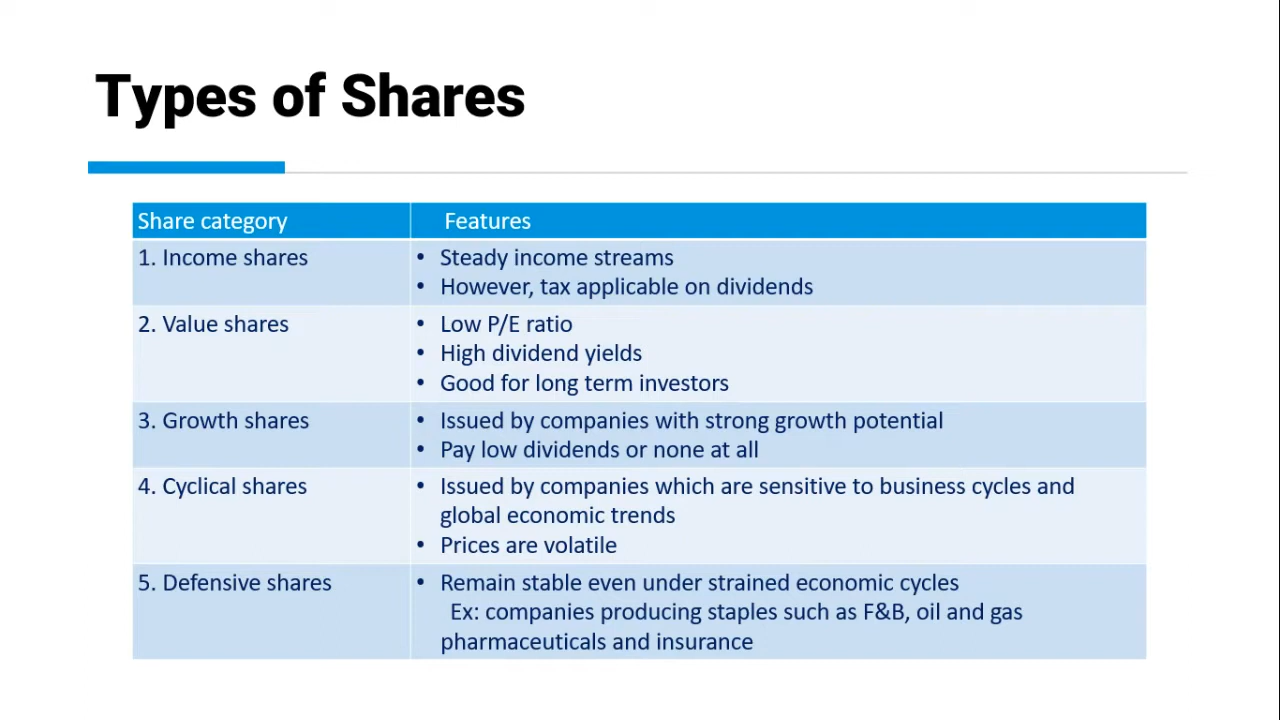 Types of Shares
Share category
Features
1. Income shares
• Steady income streams
• However, tax applicable on dividends
2. Value shares
• Low P/E ratio
• High dividend yields
• Good for long term investors
3. Growth shares
• Issued by companies with strong growth potential
• Pay low dividends or none at all
4. Cyclical shares
• Issued by companies which are sensitive to business cycles and
global economic trends
• Prices are volatile
5. Defensive shares
• Remain stable even under strained economic cycles
Ex: companies producing staples such as F&B, oil and gas
pharmaceuticals and insurance